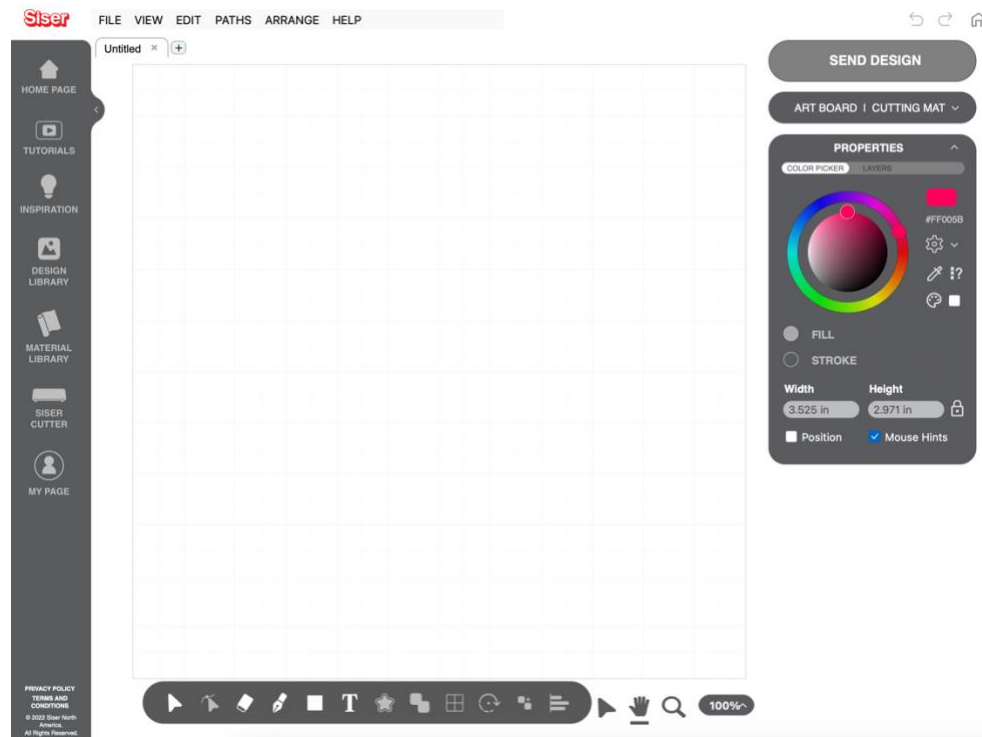 Siser
FILE VIEW EDIT PATHS ARRANGE HELP
Untitled × +
HOME PAGE
TUTORIALS
INSPIRATION
DESIGN
LIBRARY
MATERIAL
LIBRARY
SISER
CUTTER
MY PAGE
PRIVACY POLICY
TERMS AND
CONDITIONS
© 2022 Siser North
America.
All Rights Reserved.
SEND DESIGN
ART BOARD | CUTTING MAT
PROPERTIES
COLOR PICKER LAYERS
#FF005B
FILL
STROKE
Width Height
3.525 in 2.971 in
Position Mouse Hints
T
100%